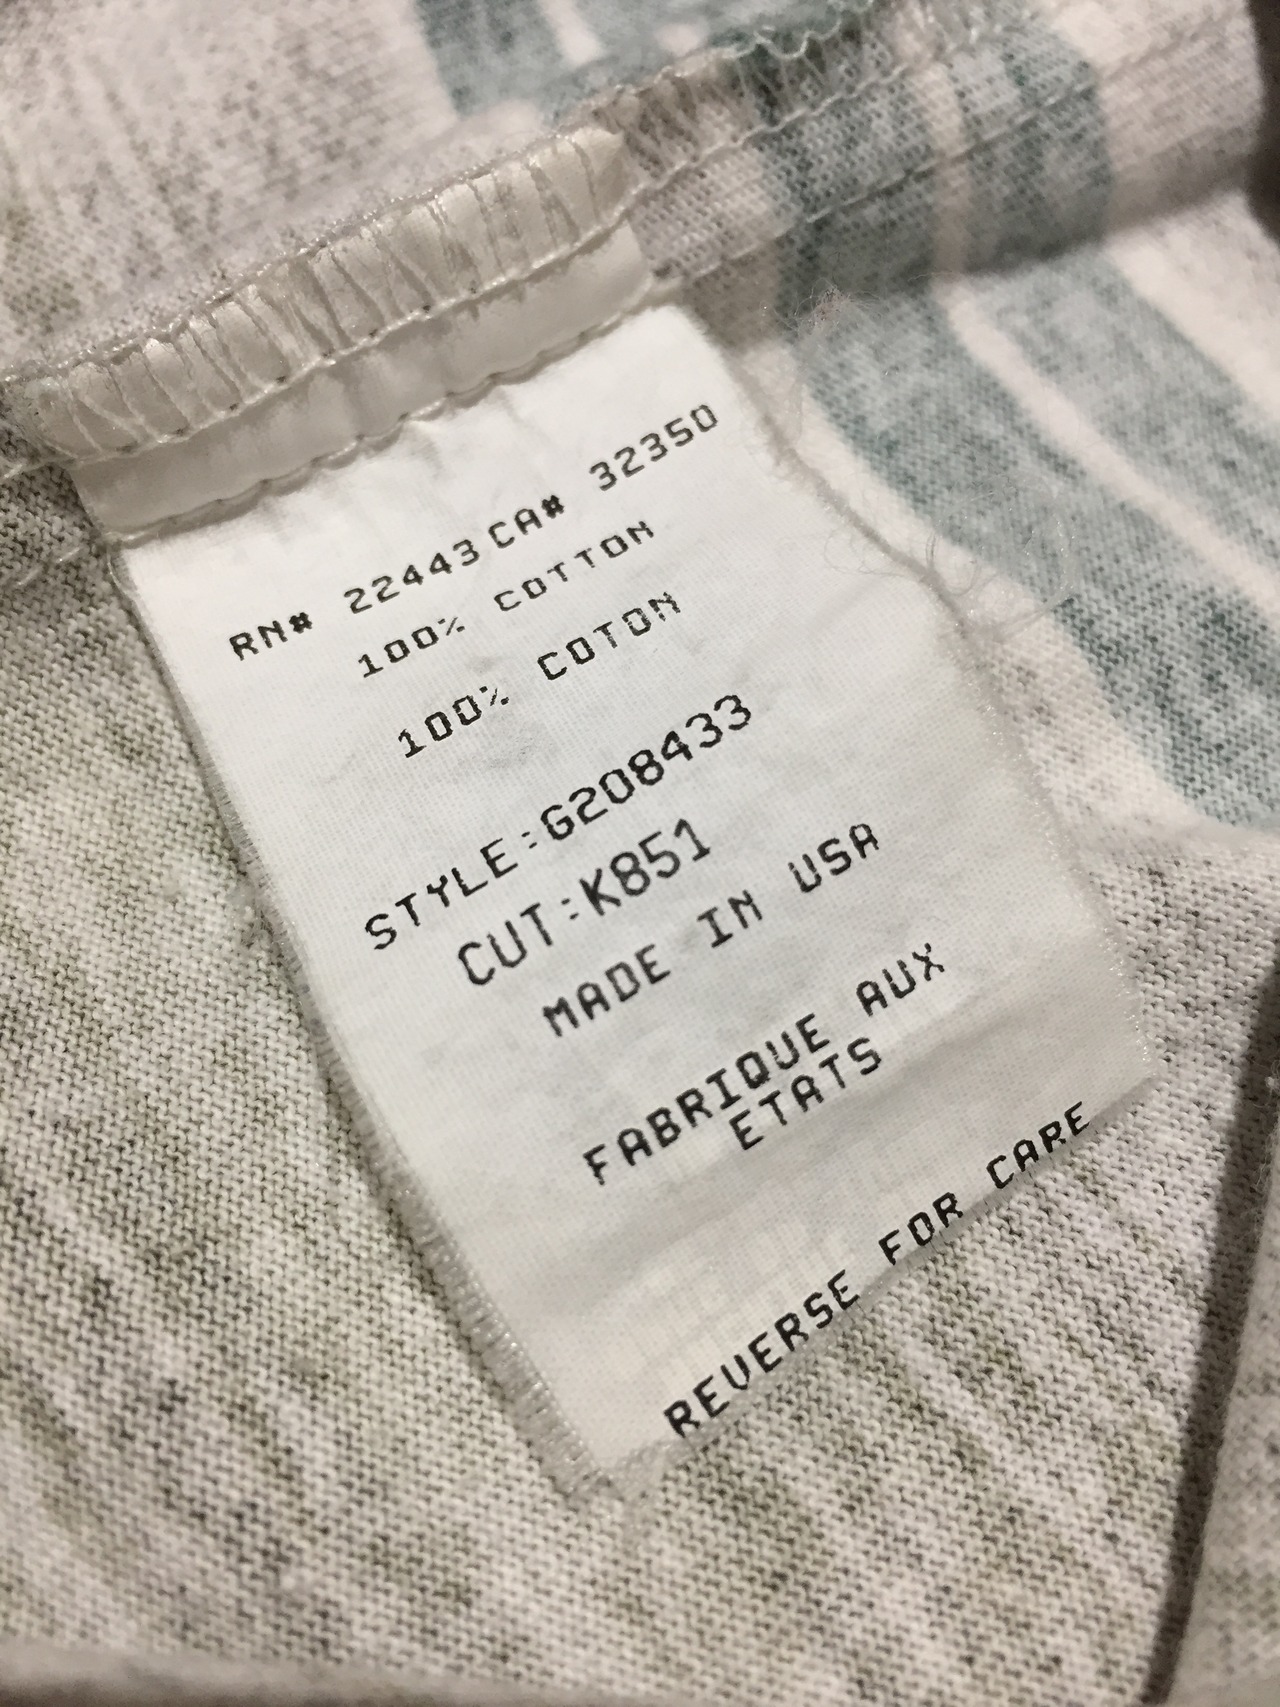 RN# 22443 CA# 32350
100% COTTON
100% COTON
STYLE:G208433
CUT:K851
MADE IN USA
FABRIQUE AUX
ETATS
REVERSE FOR CARE